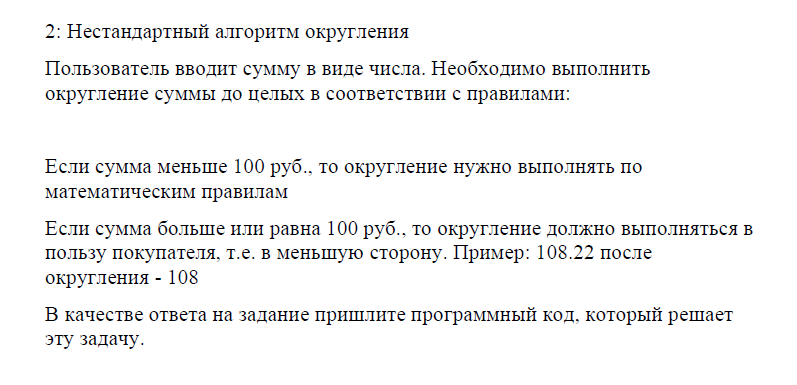 2: Нестандартный алгоритм округления
Пользователь вводит сумму в виде числа. Необходимо выполнить
округление суммы до целых в соответствии с правилами:
Если сумма меньше 100 руб., то округление нужно выполнять по
математическим правилам
Если сумма больше или равна 100 руб., то округление должно выполняться в
пользу покупателя, т.е. в меньшую сторону. Пример: 108.22 после
округления - 108
В качестве ответа на задание пришлите программный код, который решает
эту задачу.